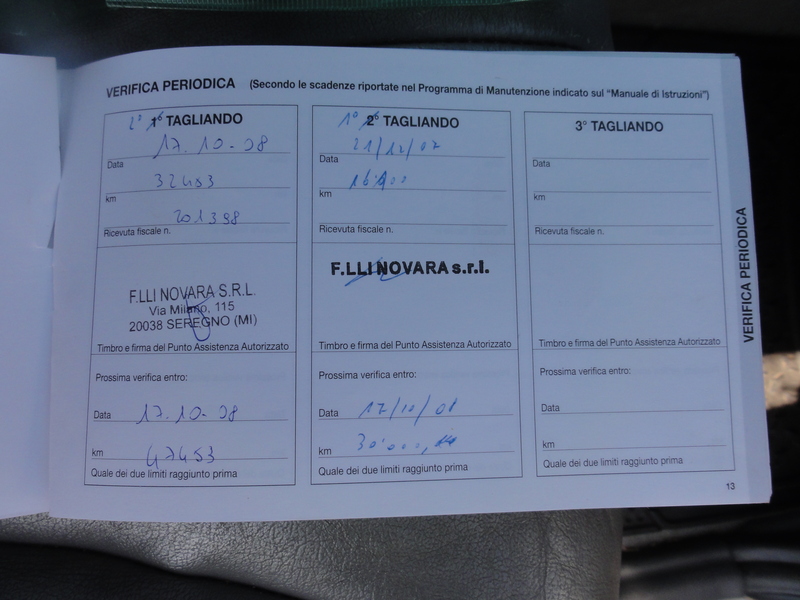 VERIFICA PERIODICA (Secondo le scadenze riportate nel Programma di Manutenzione indicato sul "Manuale di Istruzioni")
2° 1° TAGLIANDO
17.10-08
Data
32453
km
201398
Ricevuta fiscale n.
F.LLI NOVARA S.R.L.
Via Milano, 115
20038 SEREGNO (MI)
Timbro e firma del Punto Assistenza Autorizzato
Prossima verifica entro:
Data 17.10-08
km 47453
Quale dei due limiti raggiunto prima
1° 2° TAGLIANDO
21/12/07
Data
km
Ricevuta fiscale n.
F.LLI NOVARA s.r.l.
Timbro e firma del Punto Assistenza Autorizzato
Prossima verifica entro:
Data 17/10/08
km 30'000
Quale dei due limiti raggiunto prima
3° TAGLIANDO
Data
km
Ricevuta fiscale n.
Timbro e firma del Punto Assistenza Autorizzato
Prossima verifica entro:
Data
km
Quale dei due limiti raggiunto prima
VERIFICA PERIODICA
13